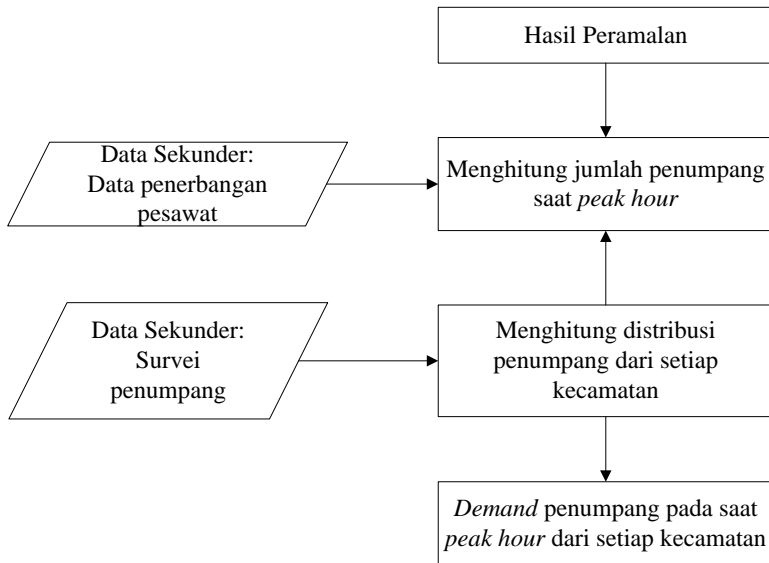 Hasil Peramalan
Data Sekunder:
Data penerbangan
pesawat
Menghitung jumlah penumpang
saat peak hour
Data Sekunder:
Survei
penumpang
Menghitung distribusi
penumpang dari setiap
kecamatan
Demand penumpang pada saat
peak hour dari setiap kecamatan